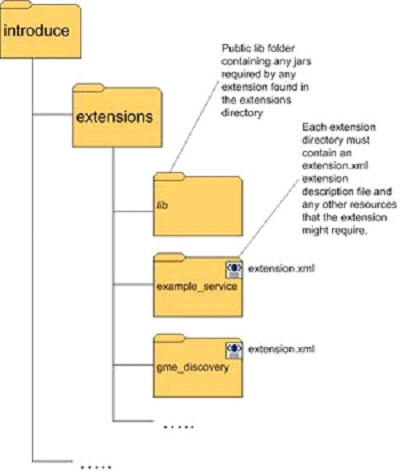 introduce
Public lib folder
containing any jars
required by any
extension found in
the extensions
directory
extensions
Each extension
directory must
contain an
extension.xml
extension
description file and
any other resources
that the extension
might require.
lib
extension.xml
example_service
extension.xml
gme_discovery
.....
.....